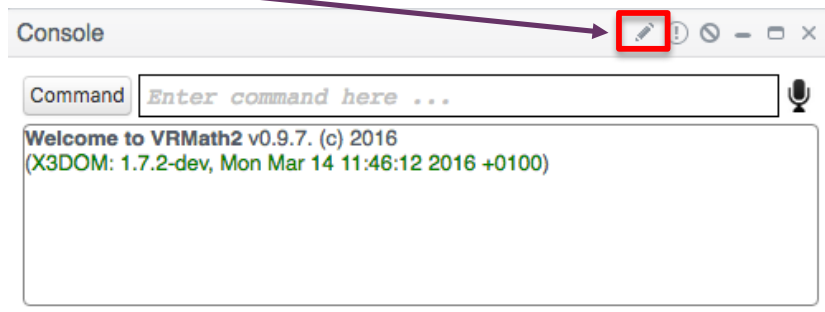 Console
Command Enter command here ...
Welcome to VRMath2 v0.9.7. (c) 2016
(X3DOM: 1.7.2-dev, Mon Mar 14 11:46:12 2016 +0100)